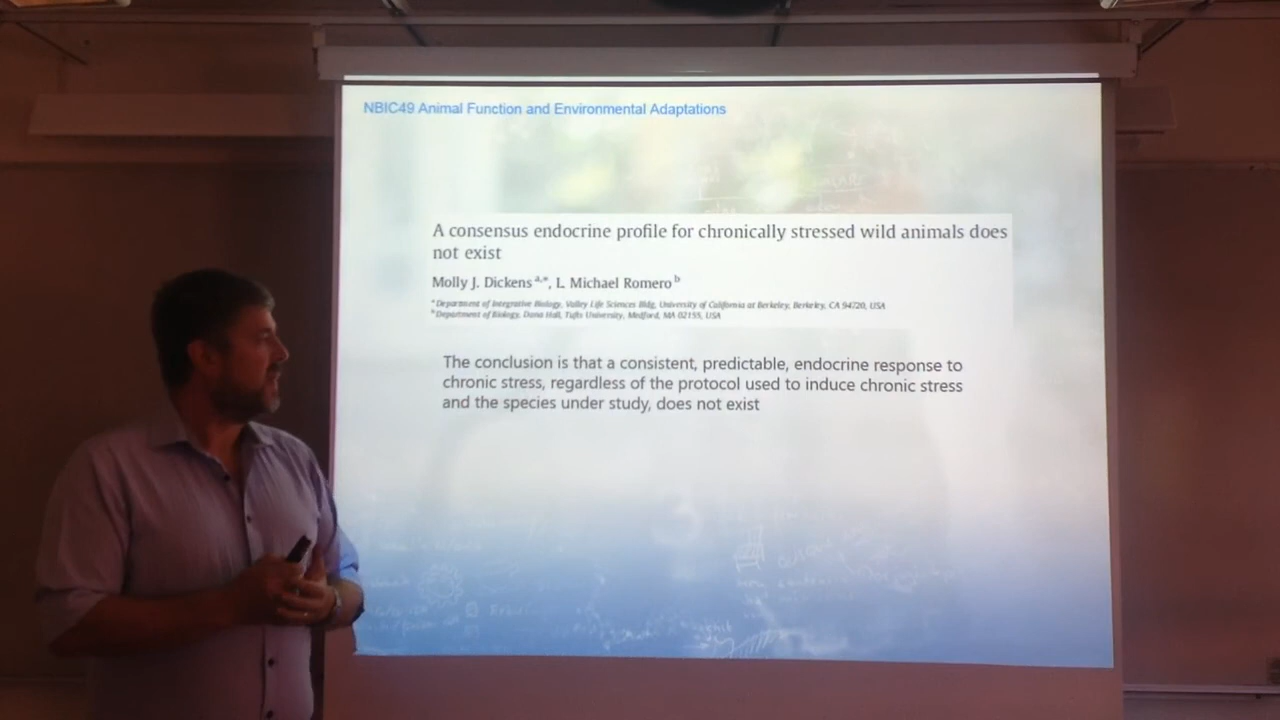 NBIC49 Animal Function and Environmental Adaptations
A consensus endocrine profile for chronically stressed wild animals does
not exist
Molly J. Dickens a,*, L. Michael Romero b
a Department of Integrative Biology, Valley Life Sciences Bldg, University of California at Berkeley, Berkeley, CA 94720, USA
b Department of Biology, Dana Hall, Tufts University, Medford, MA 02155, USA
The conclusion is that a consistent, predictable, endocrine response to
chronic stress, regardless of the protocol used to induce chronic stress
and the species under study, does not exist